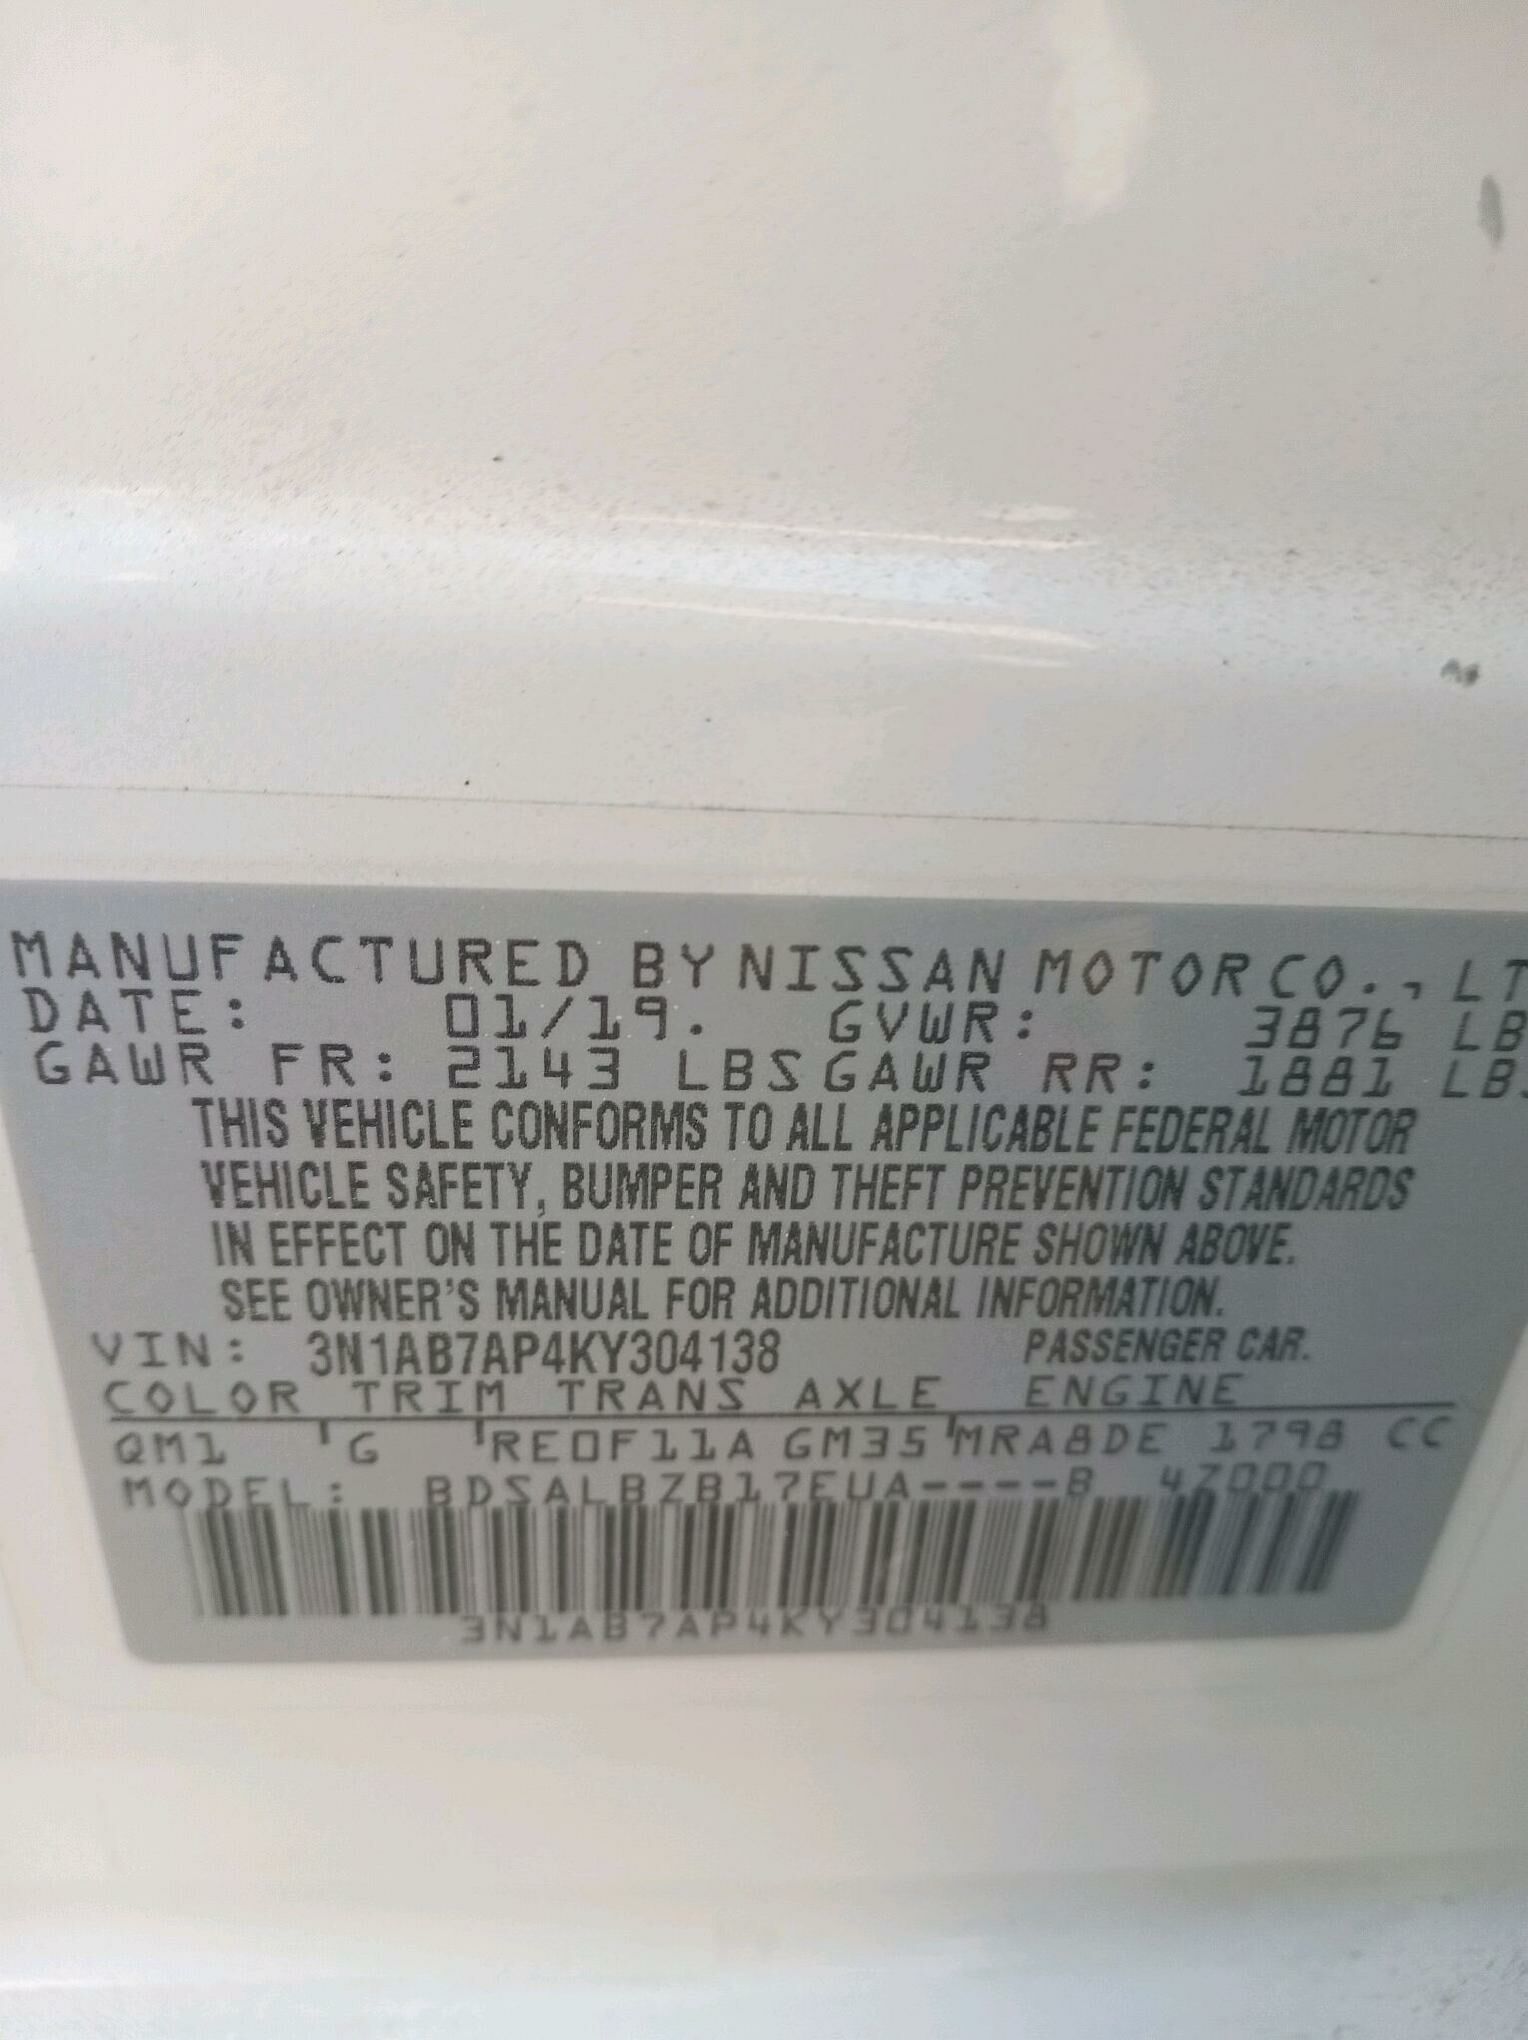 MANUFACTURED BY NISSAN MOTOR CO., LT
DATE: 01/19. GVWR: 3876 LB
GAWR FR: 2143 LBS GAWR RR: 1881 LBS
THIS VEHICLE CONFORMS TO ALL APPLICABLE FEDERAL MOTOR
VEHICLE SAFETY, BUMPER AND THEFT PREVENTION STANDARDS
IN EFFECT ON THE DATE OF MANUFACTURE SHOWN ABOVE.
SEE OWNER'S MANUAL FOR ADDITIONAL INFORMATION.
VIN: 3N1AB7AP4KY304138 PASSENGER CAR.
COLOR TRIM TRANS AXLE ENGINE
QM1 G RE0F11A GM35 MRA8DE 1798 CC
MODEL: BDSALBZB17EUA----B 47000
3N1AB7AP4KY304138